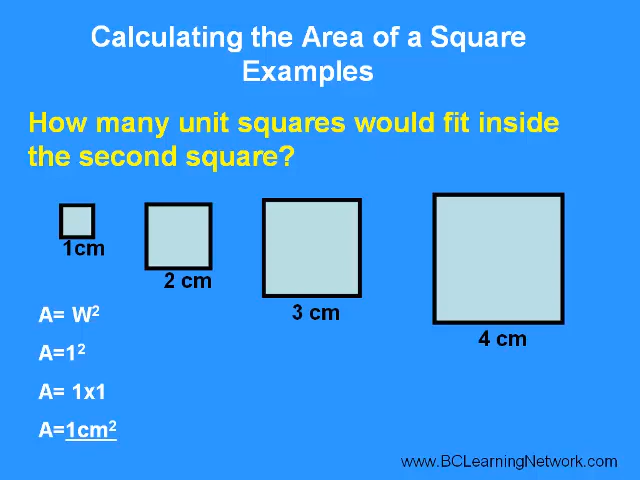 Calculating the Area of a Square
Examples
How many unit squares would fit inside
the second square?
1cm
2 cm
3 cm
4 cm
A= W²
A=1²
A= 1x1
A=1cm²
www.BCLearningNetwork.com